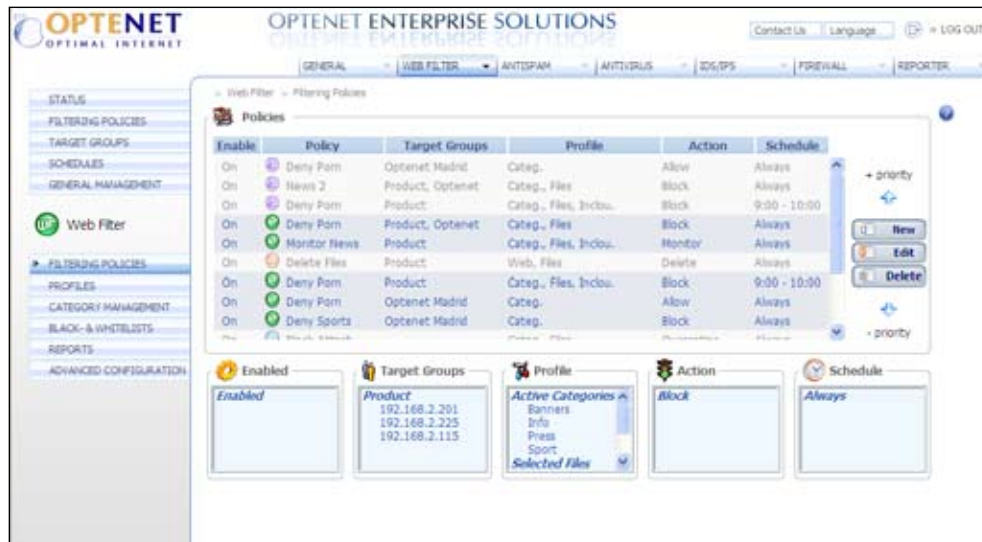 OPTENET
OPTIMAL INTERNET
OPTENET ENTERPRISE SOLUTIONS
Contact Us Language » LOG OUT
GENERAL WEB FILTER ANTISPAM ANTIVIRUS IDS/IPS FIREWALL REPORTER
STATUS
FILTERING POLICIES
TARGET GROUPS
SCHEDULES
GENERAL MANAGEMENT
Web Filter
FILTERING POLICIES
PROFILES
CATEGORY MANAGEMENT
BLACK- & WHITELISTS
REPORTS
ADVANCED CONFIGURATION
» Web Filter » Filtering Policies
Policies
Enable Policy Target Groups Profile Action Schedule
On Deny Porn Optenet Madrid Categ. Allow Always
On News 2 Product, Optenet Categ., Files Block Always
On Deny Porn Product Categ., Files, Inclou. Block 9:00 - 10:00
On Deny Porn Product, Optenet Categ., Files Block Always
On Monitor News Product Categ., Files, Inclou. Monitor Always
On Delete Files Product Web, Files Delete Always
On Deny Porn Product Categ., Files, Inclou. Block 9:00 - 10:00
On Deny Porn Optenet Madrid Categ. Allow Always
On Deny Sports Optenet Madrid Categ. Block Always
+ priority
New
Edit
Delete
- priority
Enabled
Enabled
Target Groups
Product
192.168.2.201
192.168.2.225
192.168.2.115
Profile
Active Categories
Banners
Info
Press
Sport
Selected Files
Action
Block
Schedule
Always